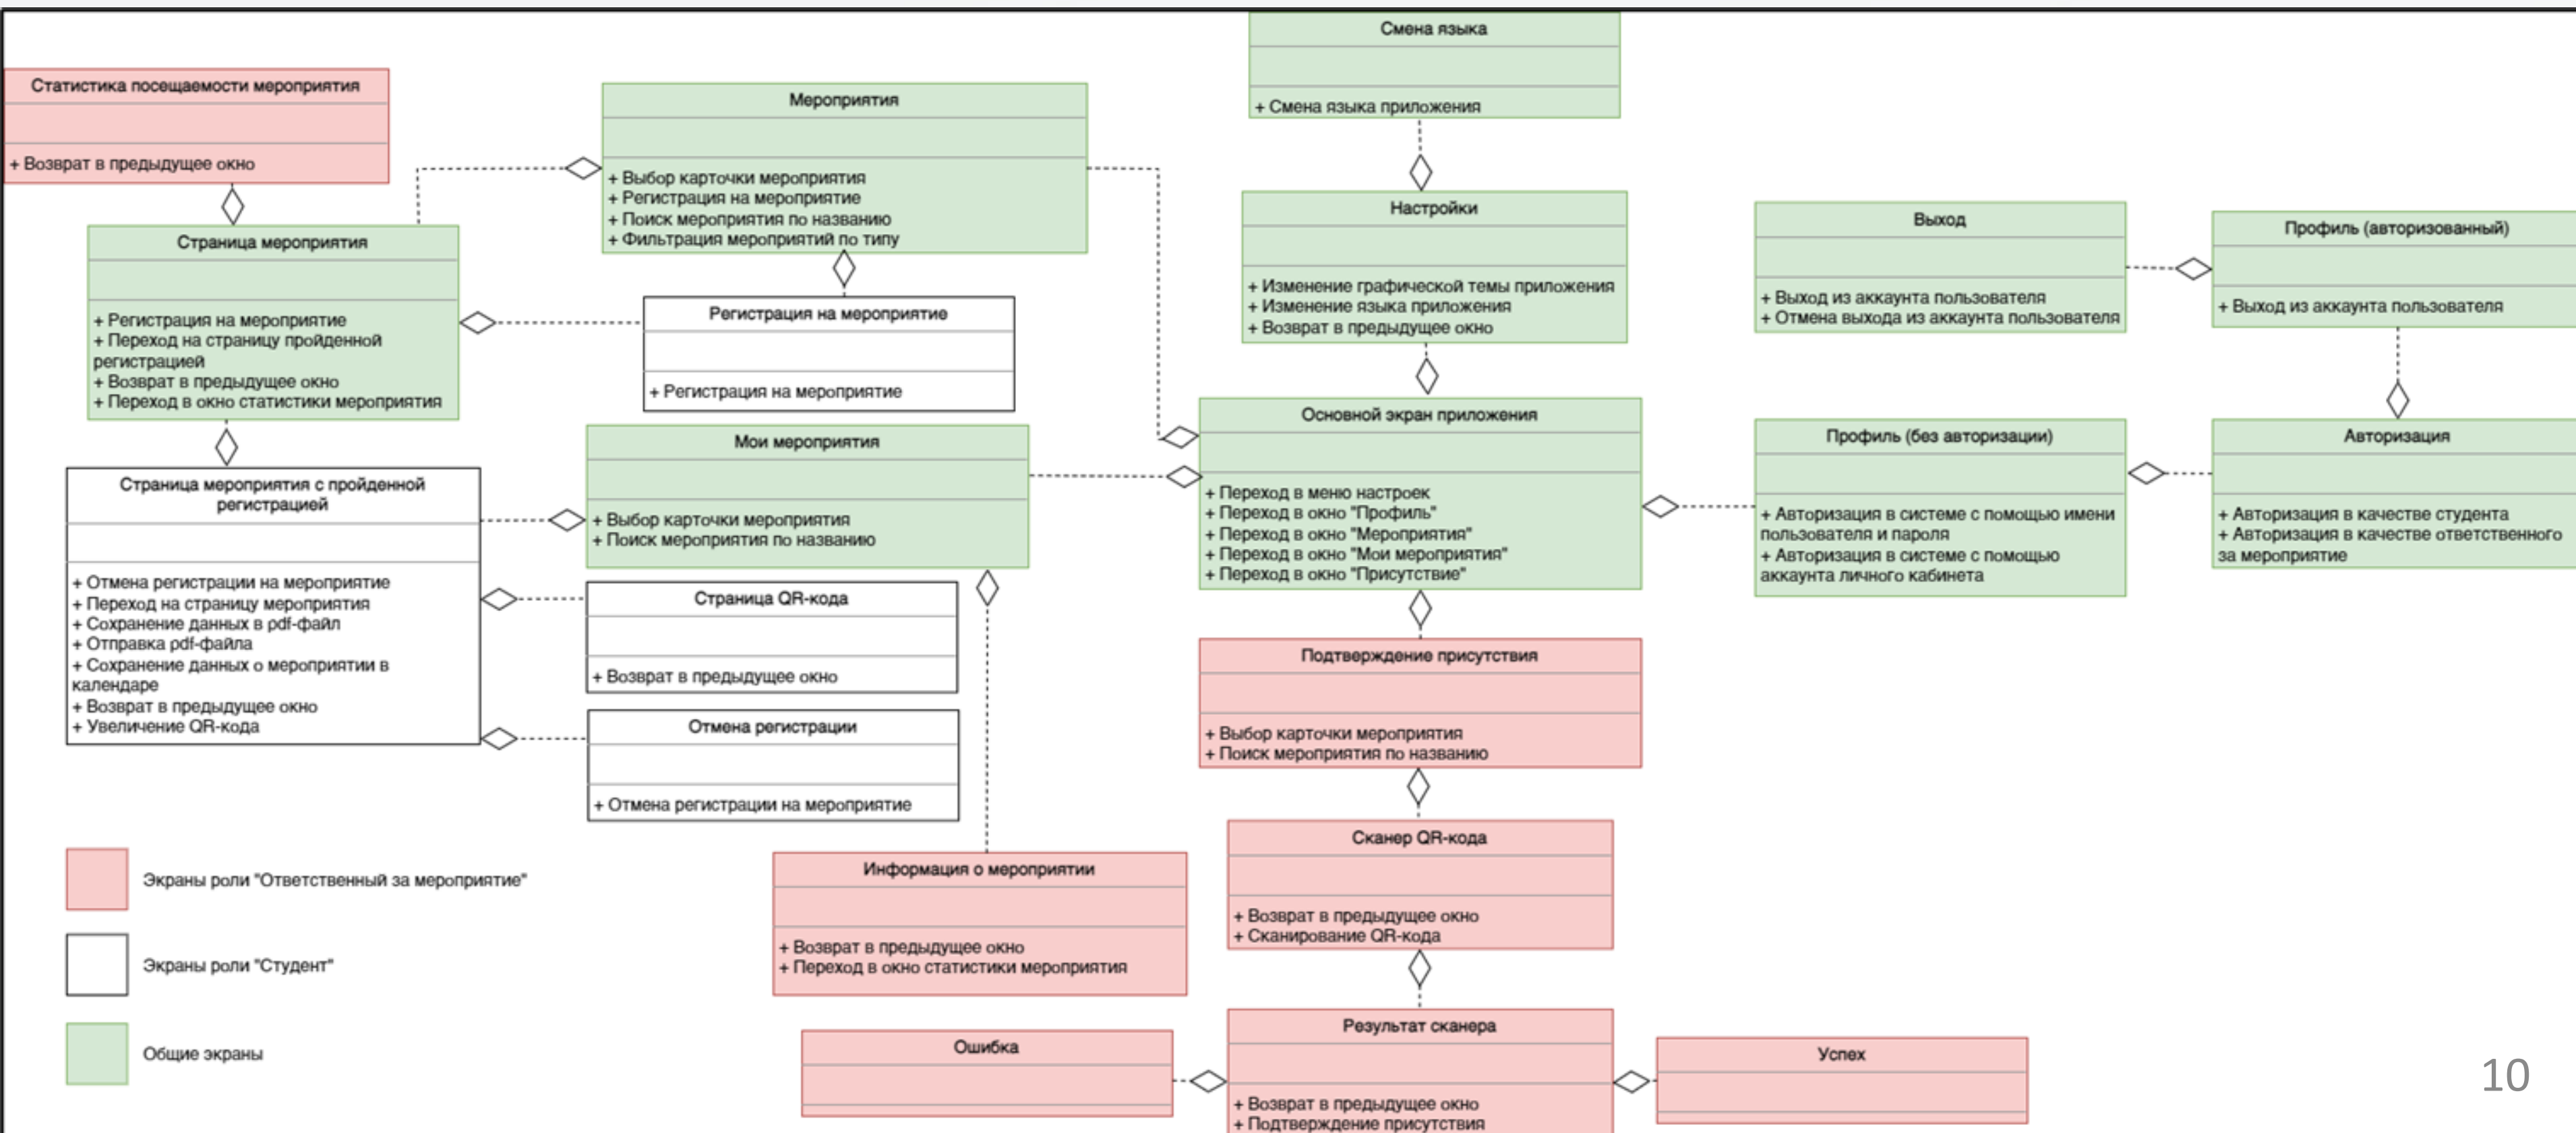 Смена языка
+ Смена языка приложения
Статистика посещаемости мероприятия
+ Возврат в предыдущее окно
Мероприятия
+ Выбор карточки мероприятия
+ Регистрация на мероприятие
+ Поиск мероприятия по названию
+ Фильтрация мероприятий по типу
Настройки
+ Изменение графической темы приложения
+ Изменение языка приложения
+ Возврат в предыдущее окно
Выход
+ Выход из аккаунта пользователя
+ Отмена выхода из аккаунта пользователя
Профиль (авторизованный)
+ Выход из аккаунта пользователя
Страница мероприятия
+ Регистрация на мероприятие
+ Переход на страницу пройденной
регистрацией
+ Возврат в предыдущее окно
+ Переход в окно статистики мероприятия
Регистрация на мероприятие
+ Регистрация на мероприятие
Основной экран приложения
+ Переход в меню настроек
+ Переход в окно "Профиль"
+ Переход в окно "Мероприятия"
+ Переход в окно "Мои мероприятия"
+ Переход в окно "Присутствие"
Профиль (без авторизации)
+ Авторизация в системе с помощью имени
пользователя и пароля
+ Авторизация в системе с помощью
аккаунта личного кабинета
Авторизация
+ Авторизация в качестве студента
+ Авторизация в качестве ответственного
за мероприятие
Мои мероприятия
+ Выбор карточки мероприятия
+ Поиск мероприятия по названию
Страница мероприятия с пройденной
регистрацией
+ Отмена регистрации на мероприятие
+ Переход на страницу мероприятия
+ Сохранение данных в pdf-файл
+ Отправка pdf-файла
+ Сохранение данных о мероприятии в
календаре
+ Возврат в предыдущее окно
+ Увеличение QR-кода
Страница QR-кода
+ Возврат в предыдущее окно
Отмена регистрации
+ Отмена регистрации на мероприятие
Подтверждение присутствия
+ Выбор карточки мероприятия
+ Поиск мероприятия по названию
Сканер QR-кода
+ Возврат в предыдущее окно
+ Сканирование QR-кода
Информация о мероприятии
+ Возврат в предыдущее окно
+ Переход в окно статистики мероприятия
Экраны роли "Ответственный за мероприятие"
Экраны роли "Студент"
Общие экраны
Ошибка
Результат сканера
+ Возврат в предыдущее окно
+ Подтверждение присутствия
Успех
10